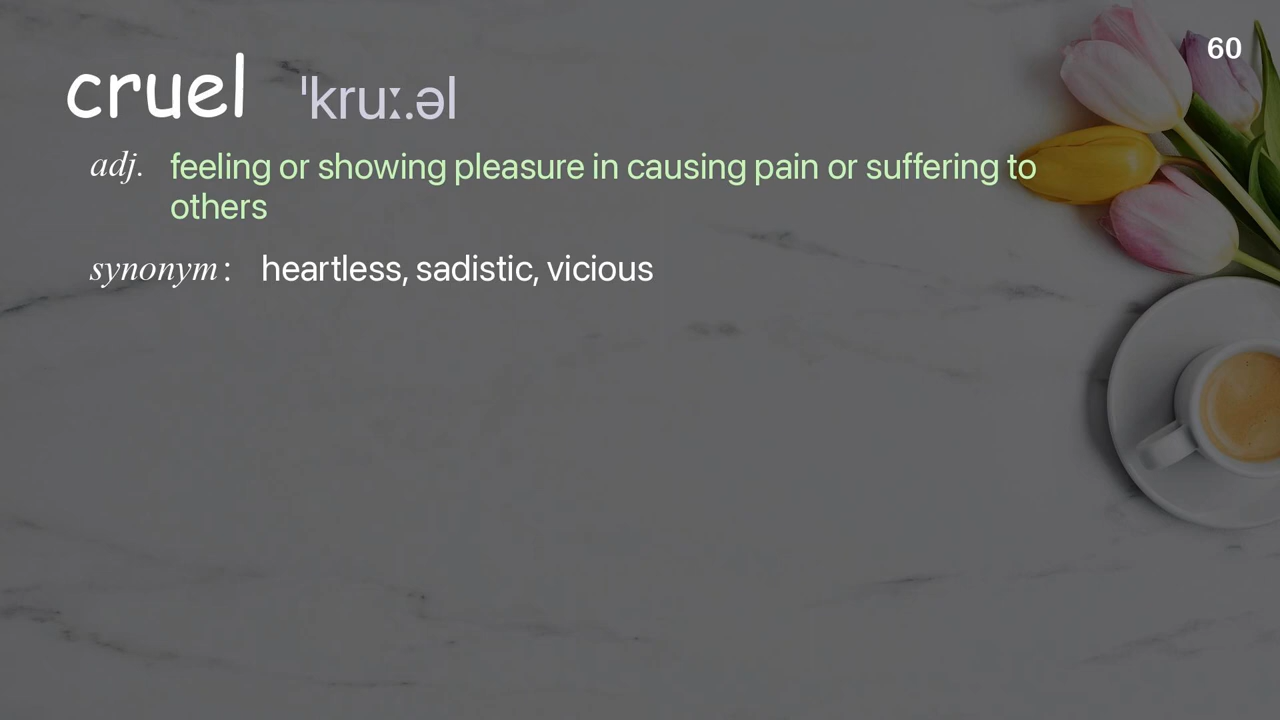 60
cruel ˈkruː.əl
adj. feeling or showing pleasure in causing pain or suffering to
others
synonym: heartless, sadistic, vicious